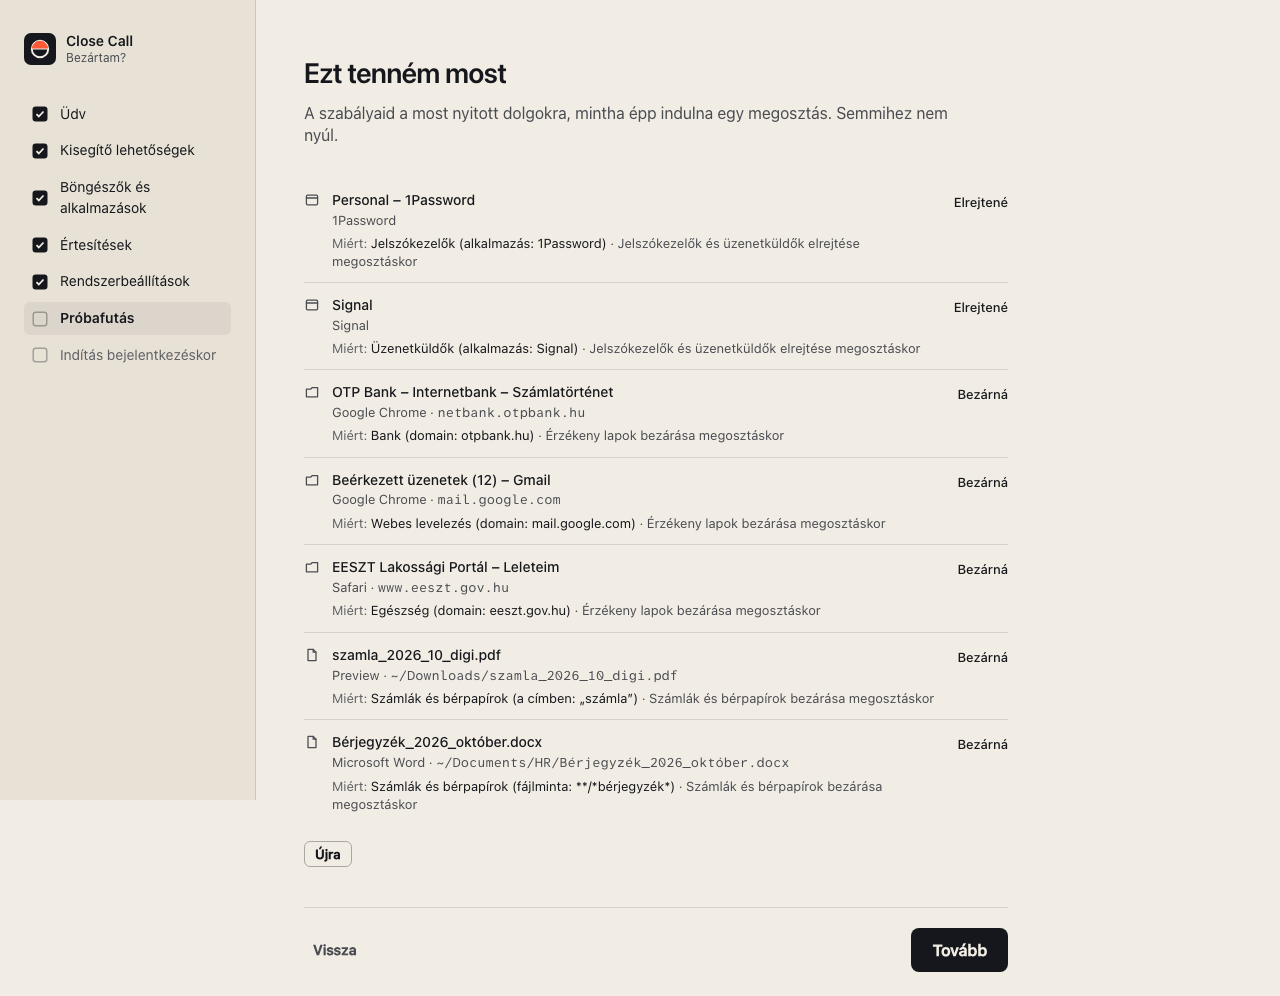 Close Call
Bezártam?
Üdv
Kisegítő lehetőségek
Böngészők és
alkalmazások
Értesítések
Rendszerbeállítások
Próbafutás
Indítás bejelentkezéskor
Ezt tenném most
A szabályaid a most nyitott dolgokra, mintha épp indulna egy megosztás. Semmihez nem
nyúl.
Personal – 1Password
Elrejtené
1Password
Miért: Jelszókezelők (alkalmazás: 1Password) · Jelszókezelők és üzenetküldők elrejtése
megosztáskor
Signal
Elrejtené
Signal
Miért: Üzenetküldők (alkalmazás: Signal) · Jelszókezelők és üzenetküldők elrejtése megosztáskor
OTP Bank – Internetbank – Számlatörténet
Bezárná
Google Chrome · netbank.otpbank.hu
Miért: Bank (domain: otpbank.hu) · Érzékeny lapok bezárása megosztáskor
Beérkezett üzenetek (12) – Gmail
Bezárná
Google Chrome · mail.google.com
Miért: Webes levelezés (domain: mail.google.com) · Érzékeny lapok bezárása megosztáskor
EESZT Lakossági Portál – Leleteim
Bezárná
Safari · www.eeszt.gov.hu
Miért: Egészség (domain: eeszt.gov.hu) · Érzékeny lapok bezárása megosztáskor
szamla_2026_10_digi.pdf
Bezárná
Preview · ~/Downloads/szamla_2026_10_digi.pdf
Miért: Számlák és bérpapírok (a címben: „számla”) · Számlák és bérpapírok bezárása megosztáskor
Bérjegyzék_2026_október.docx
Bezárná
Microsoft Word · ~/Documents/HR/Bérjegyzék_2026_október.docx
Miért: Számlák és bérpapírok (fájlminta: **/*bérjegyzék*) · Számlák és bérpapírok bezárása
megosztáskor
Újra
Vissza
Tovább